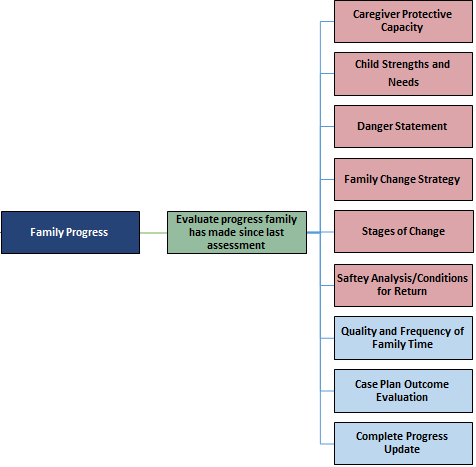 Family Progress
Evaluate progress family
has made since last
assessment
Caregiver Protective
Capacity
Child Strengths and
Needs
Danger Statement
Family Change Strategy
Stages of Change
Saftey Analysis/Conditions
for Return
Quality and Frequency of
Family Time
Case Plan Outcome
Evaluation
Complete Progress
Update